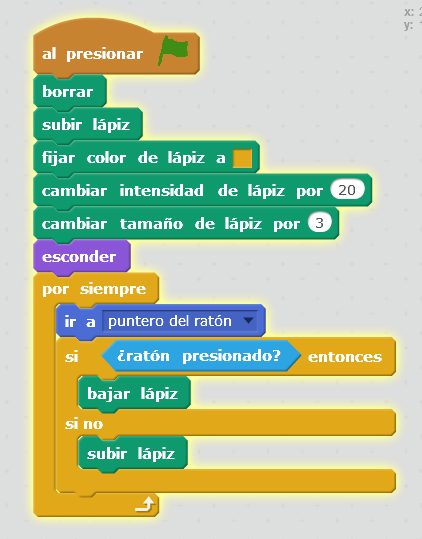 x: 2
y: 1
al presionar
borrar
subir lápiz
fijar color de lápiz a
cambiar intensidad de lápiz por 20
cambiar tamaño de lápiz por 3
esconder
por siempre
ir a puntero del ratón
si ¿ratón presionado? entonces
bajar lápiz
si no
subir lápiz